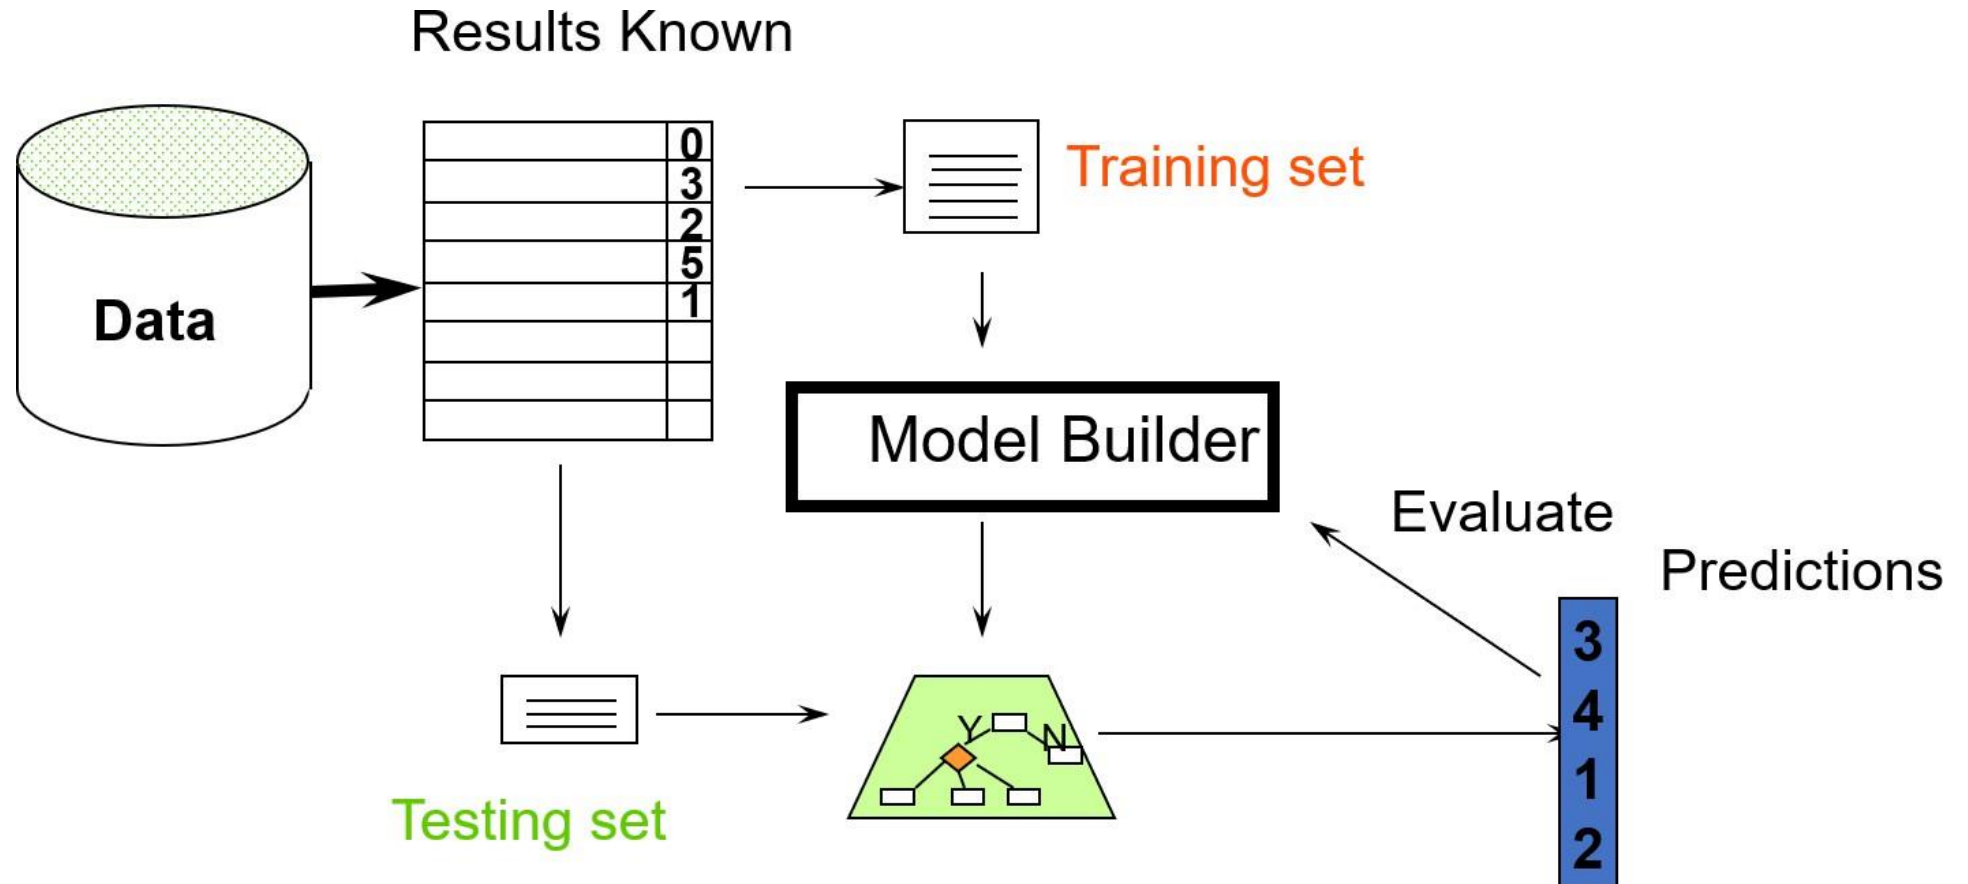 Results Known
0
3
2
5
1
Training set
Data
Model Builder
Evaluate
Predictions
3
4
1
2
Y
N
Testing set